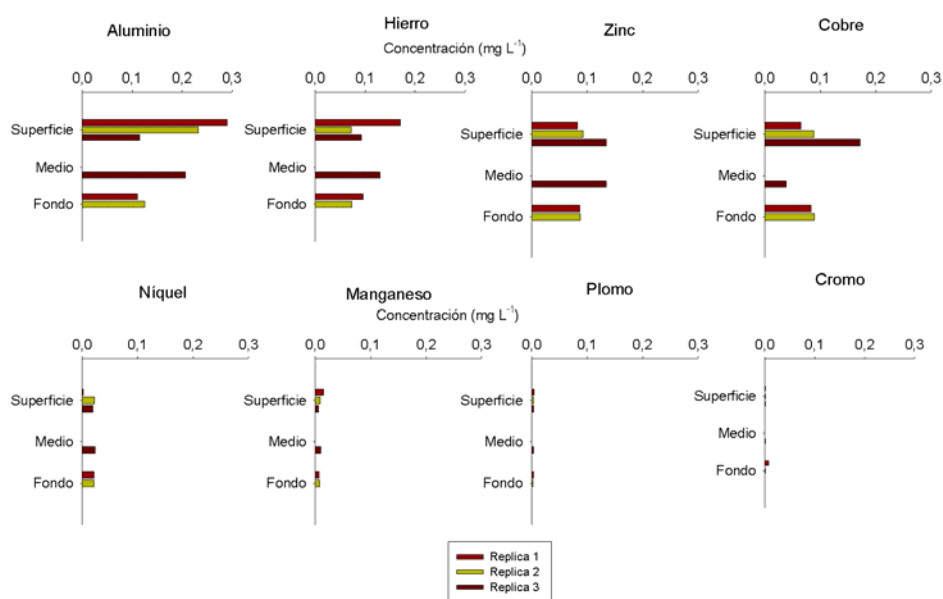 Aluminio
Hierro
Zinc
Cobre
Concentración (mg L⁻¹)
0,0 0,1 0,2 0,3
0,0 0,1 0,2 0,3
0,0 0,1 0,2 0,3
0,0 0,1 0,2 0,3
Superficie
Medio
Fondo
Superficie
Medio
Fondo
Superficie
Medio
Fondo
Superficie
Medio
Fondo
Níquel
Manganeso
Plomo
Cromo
Concentración (mg L⁻¹)
0,0 0,1 0,2 0,3
0,0 0,1 0,2 0,3
0,0 0,1 0,2 0,3
0,0 0,1 0,2 0,3
Superficie
Medio
Fondo
Superficie
Medio
Fondo
Superficie
Medio
Fondo
Superficie
Medio
Fondo
Replica 1
Replica 2
Replica 3